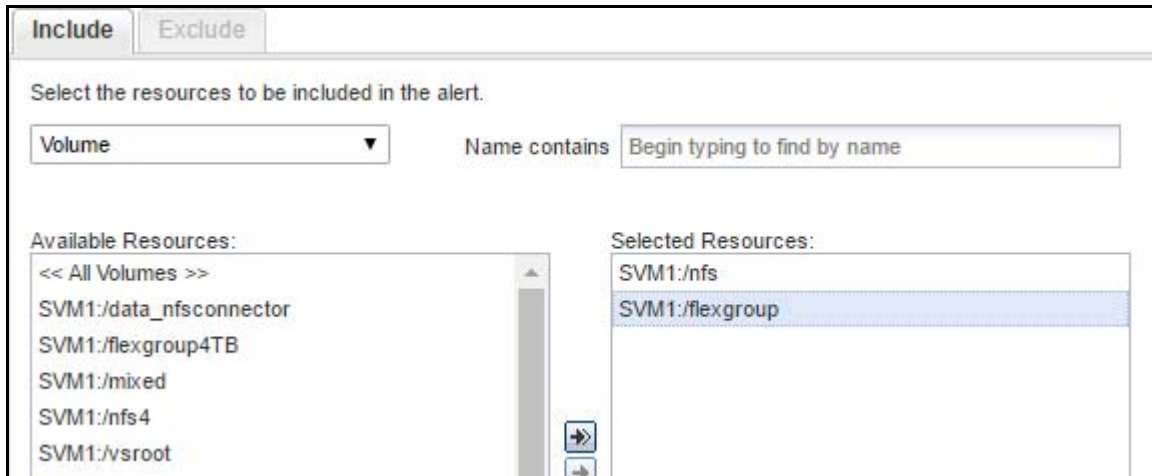 Include Exclude
Select the resources to be included in the alert.
Volume Name contains Begin typing to find by name
Available Resources: Selected Resources:
<< All Volumes >> SVM1:/nfs
SVM1:/data_nfsconnector SVM1:/flexgroup
SVM1:/flexgroup4TB
SVM1:/mixed
SVM1:/nfs4
SVM1:/vsroot